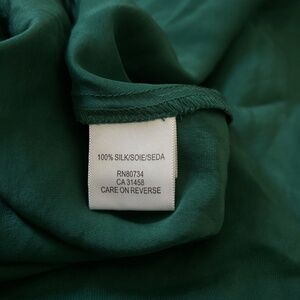 100% SILK/SOIE/SEDA
RN80734
CA 31458
CARE ON REVERSE